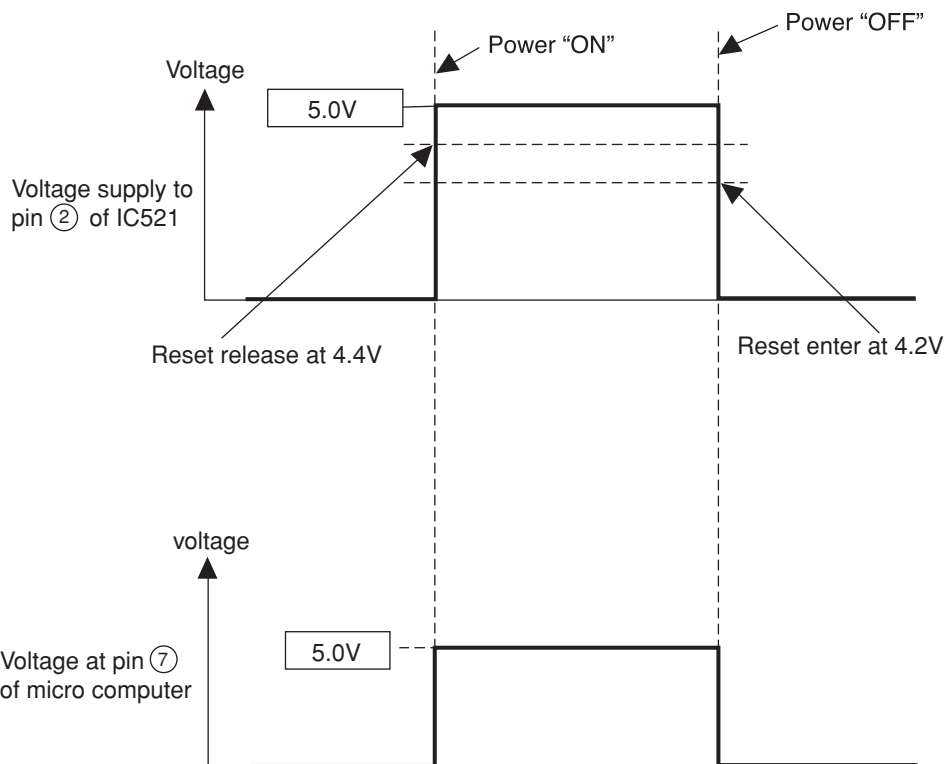 Power “OFF”
Power “ON”
Voltage
5.0V
Voltage supply to
pin 2 of IC521
Reset release at 4.4V
Reset enter at 4.2V
voltage
5.0V
Voltage at pin 7
of micro computer